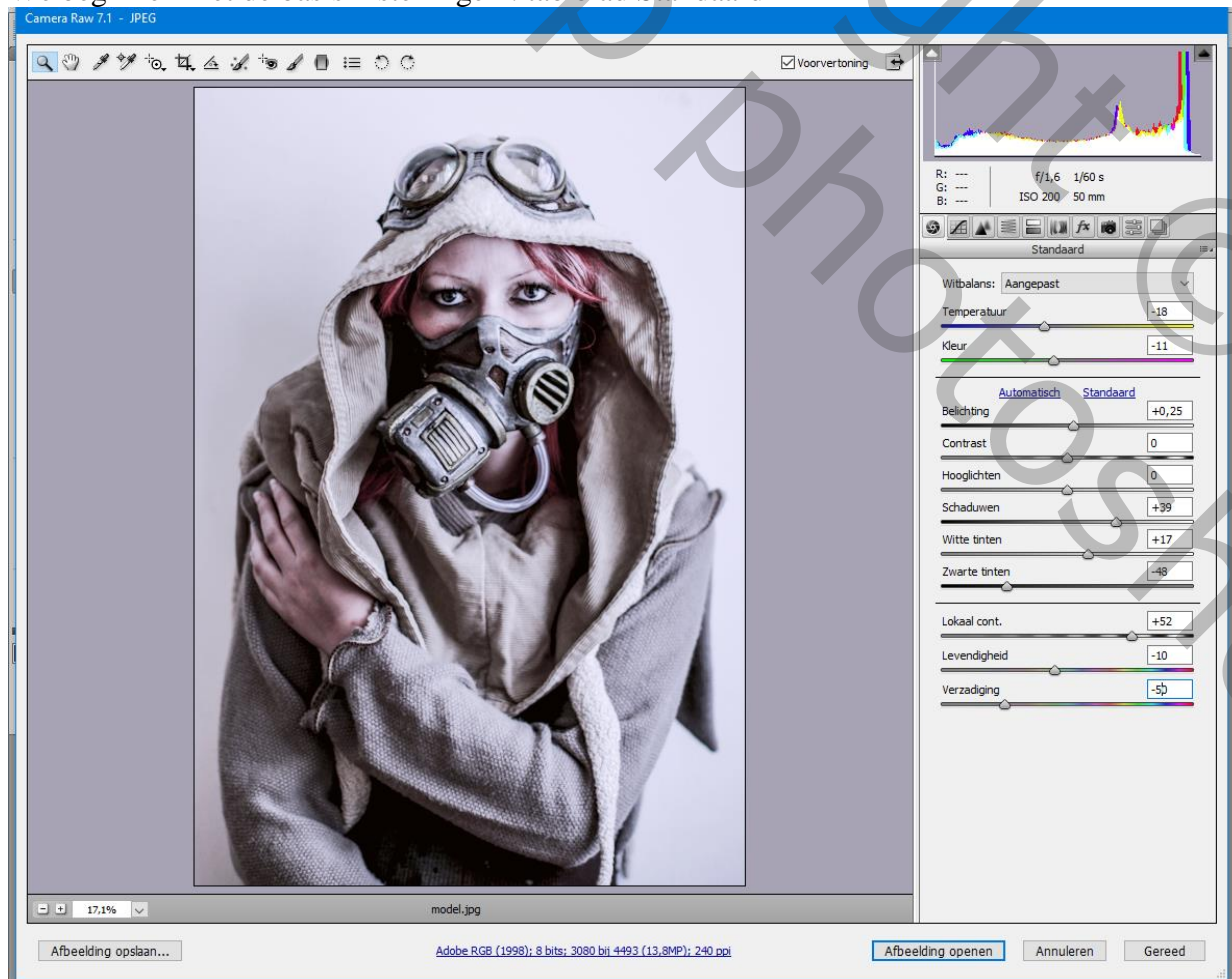 Camera Raw 7.1 - JPEG
Voorvertoning
R: ---
G: ---
B: ---
f/1,6 1/60 s
ISO 200 50 mm
Standaard
Witbalans: Aangepast
Temperatuur -18
Kleur -11
Automatisch Standaard
Belichting +0,25
Contrast 0
Hooglichten 0
Schaduwen +39
Witte tinten +17
Zwarte tinten -48
Lokaal cont. +52
Levendigheid -10
Verzadiging -50
17,1% model.jpg
Afbeelding opslaan... Adobe RGB (1998); 8 bits; 3080 bij 4493 (13,8MP); 240 ppi Afbeelding openen Annuleren Gereed